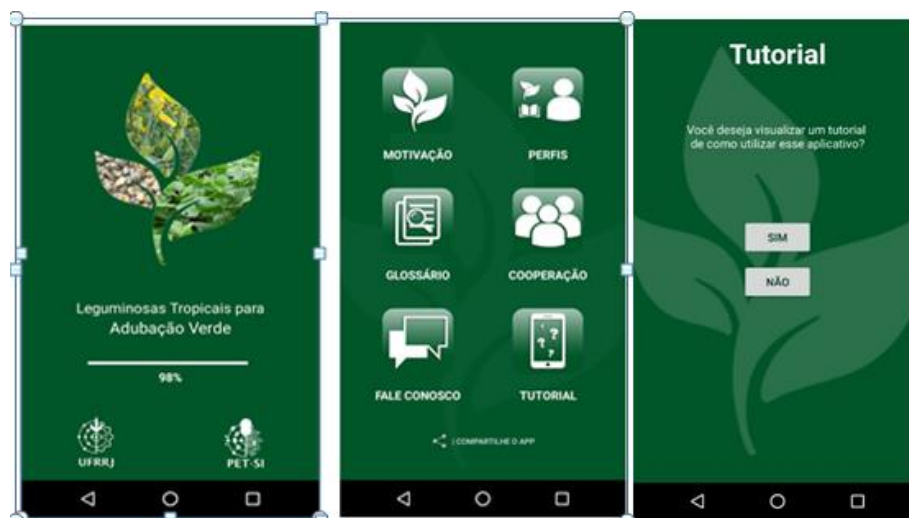 Leguminosas Tropicais para
Adubação Verde
98%
UFRRJ
PET-SI
MOTIVAÇÃO
PERFIS
GLOSSÁRIO
COOPERAÇÃO
FALE CONOSCO
TUTORIAL
| COMPARTILHE O APP
Tutorial
Você deseja visualizar um tutorial
de como utilizar esse aplicativo?
SIM
NÃO